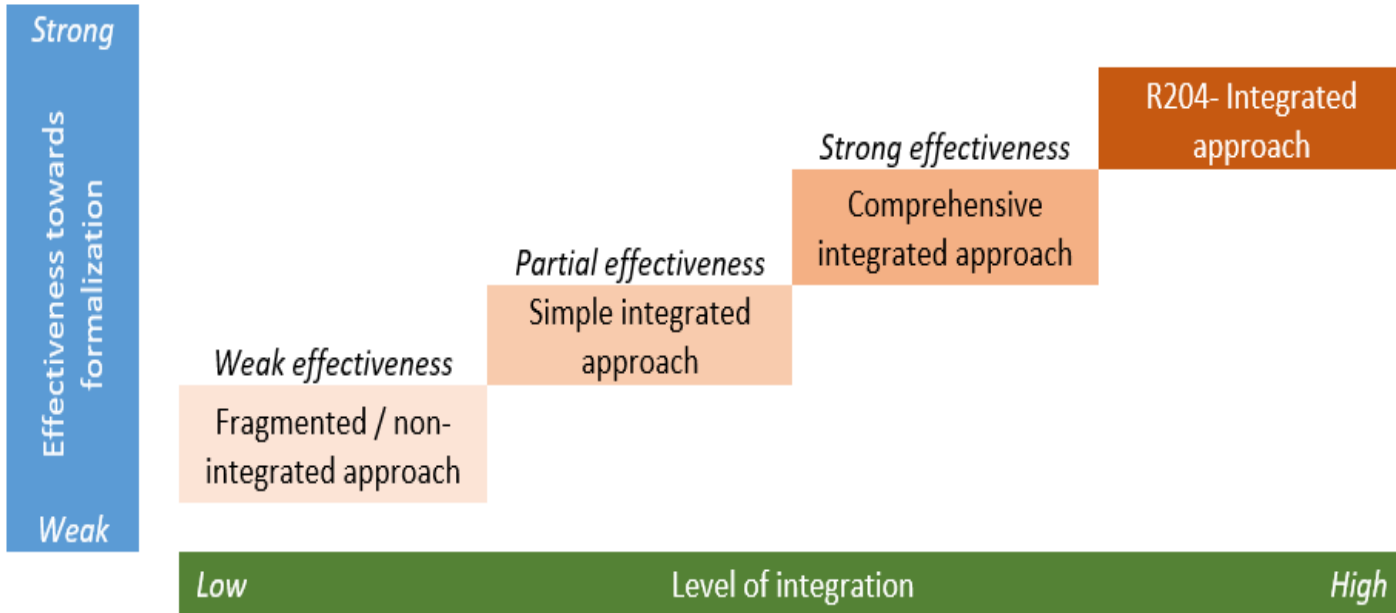 Strong
Effectiveness towards
formalization
Weak
R204- Integrated
approach
Strong effectiveness
Comprehensive
integrated approach
Partial effectiveness
Simple integrated
approach
Weak effectiveness
Fragmented / non-
integrated approach
Low
Level of integration
High